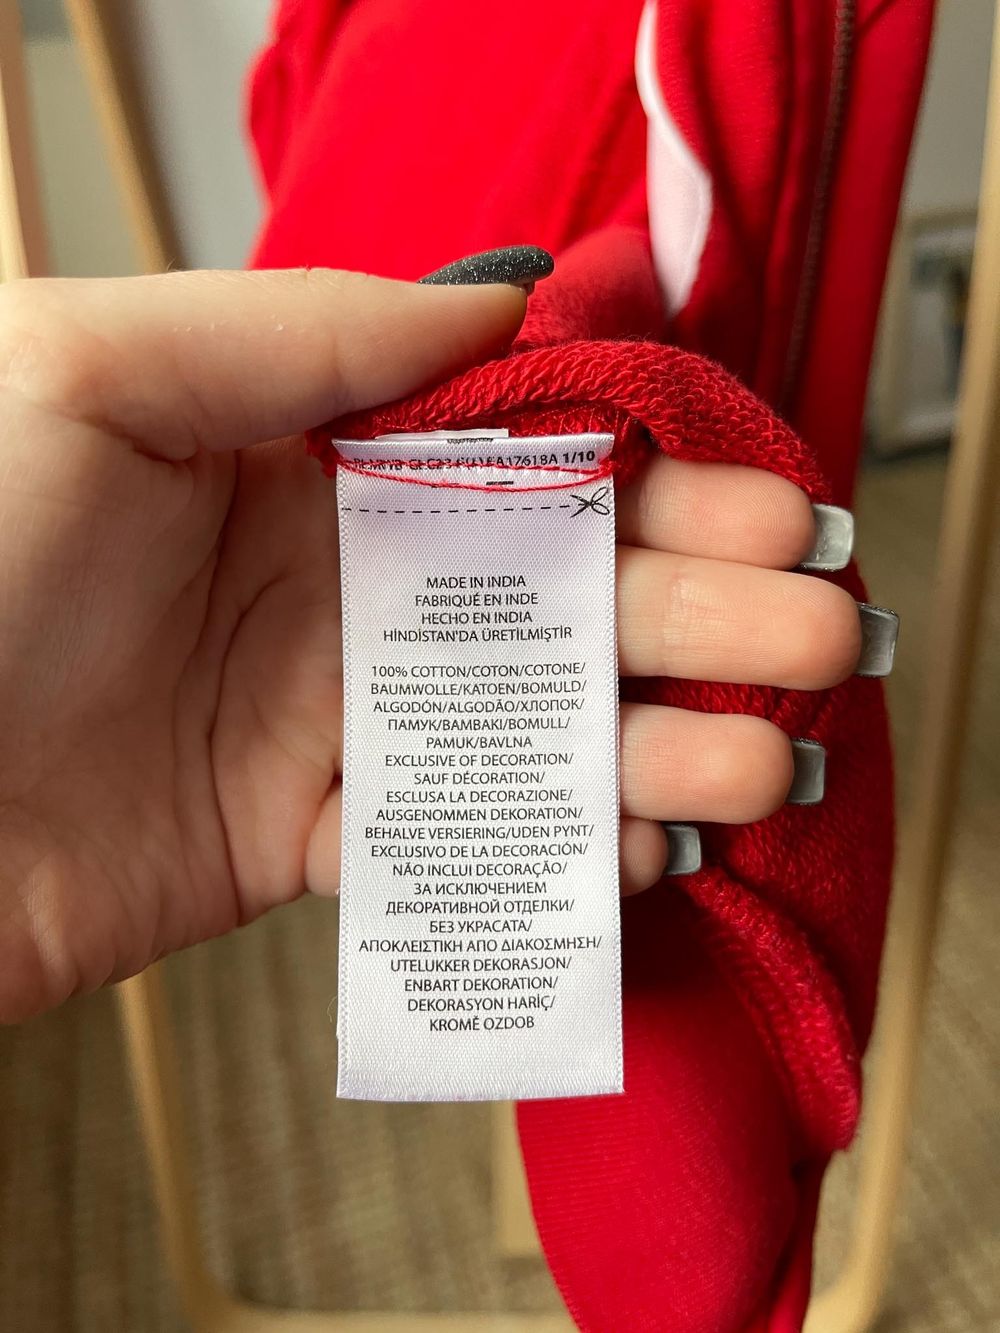 FA17618A 1/10
MADE IN INDIA
FABRIQUÉ EN INDE
HECHO EN INDIA
HİNDİSTAN'DA ÜRETİLMİŞTİR
100% COTTON/COTON/COTONE/
BAUMWOLLE/KATOEN/BOMULD/
ALGODÓN/ALGODÃO/ХЛОПОК/
ПАМУК/ΒΑΜΒΑΚΙ/BOMULL/
PAMUK/BAVLNA
EXCLUSIVE OF DECORATION/
SAUF DÉCORATION/
ESCLUSA LA DECORAZIONE/
AUSGENOMMEN DEKORATION/
BEHALVE VERSIERING/UDEN PYNT/
EXCLUSIVO DE LA DECORACIÓN/
NÃO INCLUI DECORAÇÃO/
ЗА ИСКЛЮЧЕНИЕМ
ДЕКОРАТИВНОЙ ОТДЕЛКИ/
БЕЗ УКРАСАТА/
ΑΠΟΚΛΕΙΣΤΙΚΗ ΑΠΟ ΔΙΑΚΟΣΜΗΣΗ/
UTELUKKER DEKORASJON/
ENBART DEKORATION/
DEKORASYON HARİÇ/
KROMĚ OZDOB